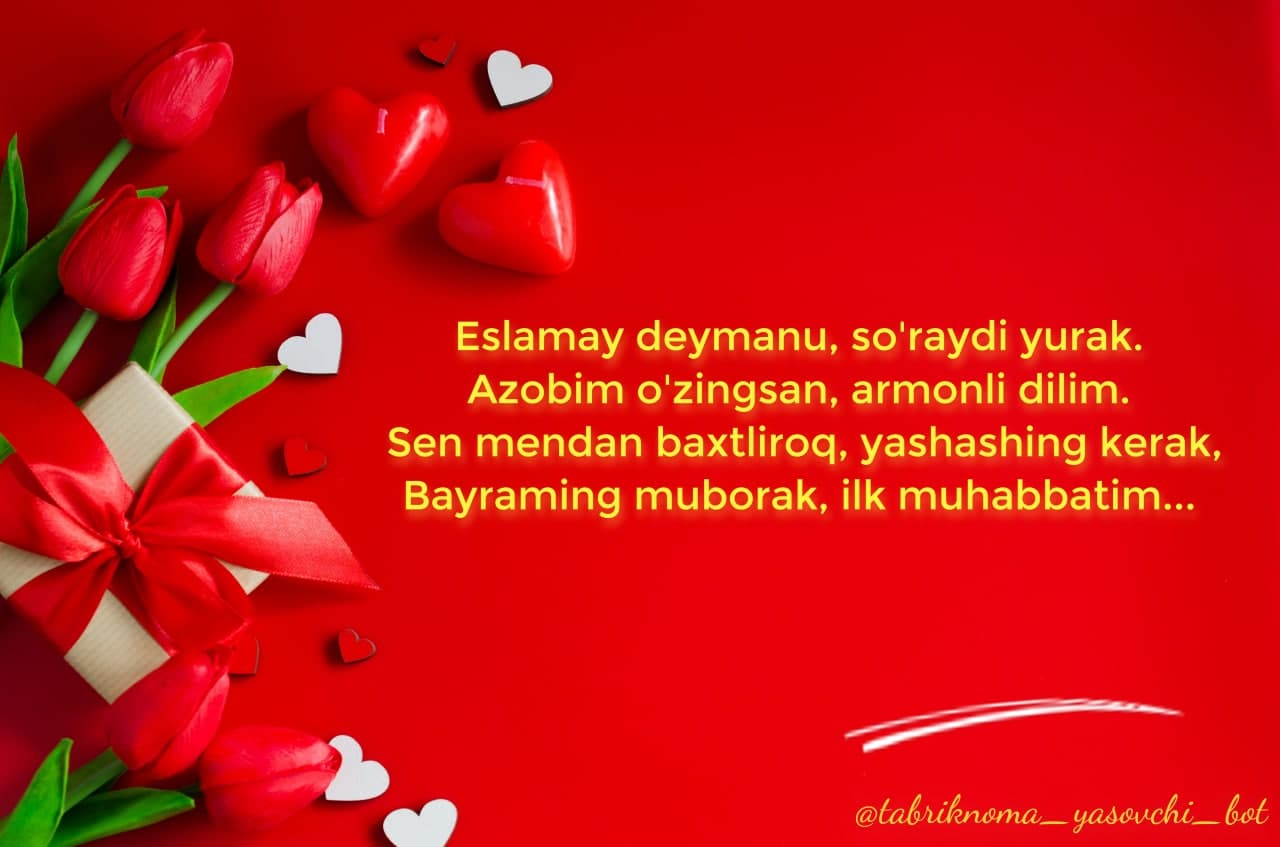 Eslamay deymanu, so'raydi yurak.
Azobim o'zingsan, armonli dilim.
Sen mendan baxtliroq, yashashing kerak,
Bayraming muborak, ilk muhabbatim...
@tabriknoma_yasovchi_bot